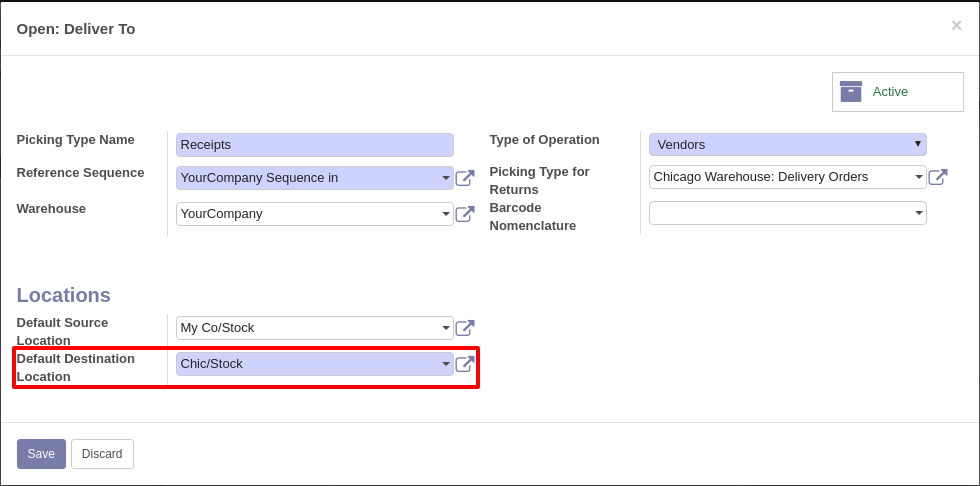 Open: Deliver To
×
Active
Picking Type Name
Receipts
Reference Sequence
YourCompany Sequence in
Warehouse
YourCompany
Type of Operation
Vendors
Picking Type for
Returns
Chicago Warehouse: Delivery Orders
Barcode
Nomenclature
Locations
Default Source
Location
My Co/Stock
Default Destination
Location
Chic/Stock
Save
Discard